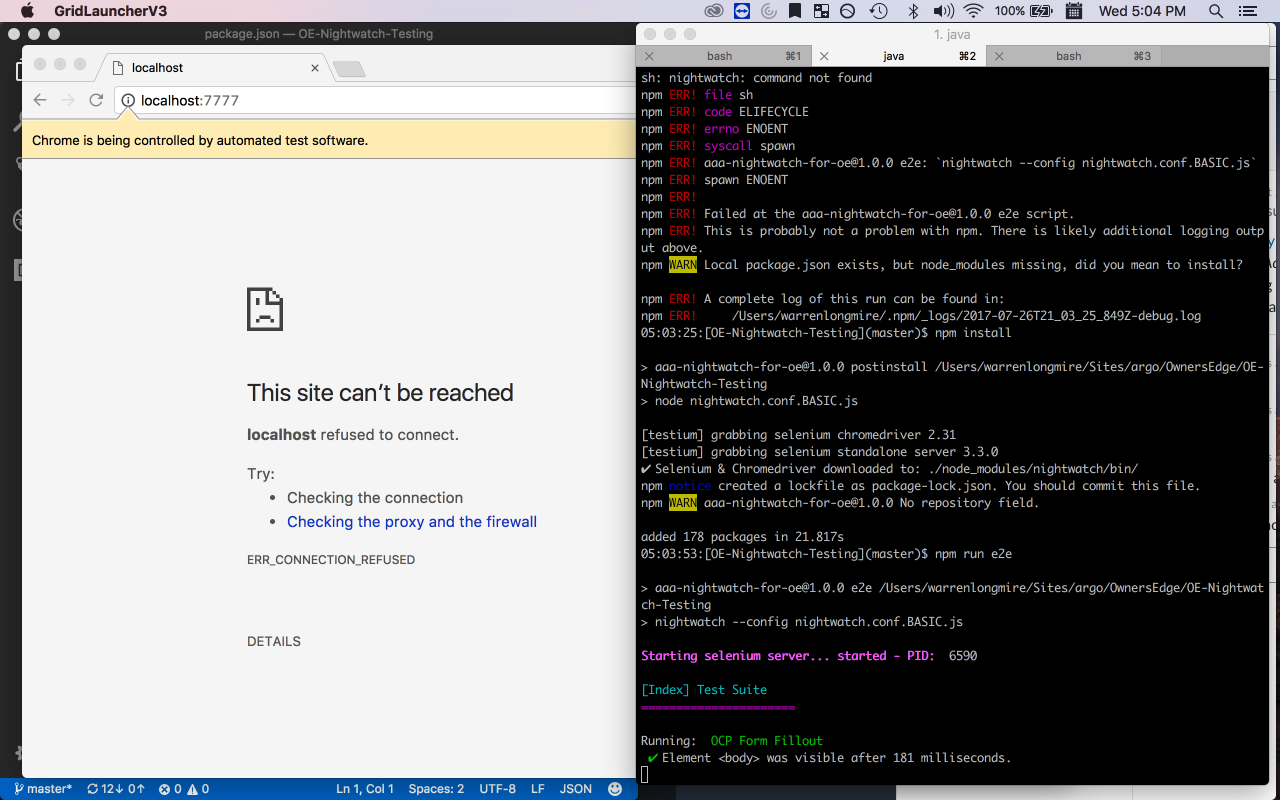 GridLauncherV3
100%
Wed 5:04 PM
package.json — OE-Nightwatch-Testing
localhost
localhost:7777
Chrome is being controlled by automated test software.
This site can’t be reached
localhost refused to connect.
Try:
• Checking the connection
• Checking the proxy and the firewall
ERR_CONNECTION_REFUSED
DETAILS
master*
12↓ 0↑
0
0
Ln 1, Col 1
Spaces: 2
UTF-8
LF
JSON
1. java
bash ⌘1
java ⌘2
bash ⌘3
sh: nightwatch: command not found
npm ERR! file sh
npm ERR! code ELIFECYCLE
npm ERR! errno ENOENT
npm ERR! syscall spawn
npm ERR! aaa-nightwatch-for-oe@1.0.0 e2e: `nightwatch --config nightwatch.conf.BASIC.js`
npm ERR! spawn ENOENT
npm ERR!
npm ERR! Failed at the aaa-nightwatch-for-oe@1.0.0 e2e script.
npm ERR! This is probably not a problem with npm. There is likely additional logging outp
ut above.
npm WARN Local package.json exists, but node_modules missing, did you mean to install?
npm ERR! A complete log of this run can be found in:
npm ERR!     /Users/warrenlongmire/.npm/_logs/2017-07-26T21_03_25_849Z-debug.log
05:03:25:[OE-Nightwatch-Testing](master)$ npm install
> aaa-nightwatch-for-oe@1.0.0 postinstall /Users/warrenlongmire/Sites/argo/OwnersEdge/OE-
Nightwatch-Testing
> node nightwatch.conf.BASIC.js
[testium] grabbing selenium chromedriver 2.31
[testium] grabbing selenium standalone server 3.3.0
✔ Selenium & Chromedriver downloaded to: ./node_modules/nightwatch/bin/
npm notice created a lockfile as package-lock.json. You should commit this file.
npm WARN aaa-nightwatch-for-oe@1.0.0 No repository field.
added 178 packages in 21.817s
05:03:53:[OE-Nightwatch-Testing](master)$ npm run e2e
> aaa-nightwatch-for-oe@1.0.0 e2e /Users/warrenlongmire/Sites/argo/OwnersEdge/OE-Nightwat
ch-Testing
> nightwatch --config nightwatch.conf.BASIC.js
Starting selenium server... started - PID:  6590
[Index] Test Suite
======================
Running:  OCP Form Fillout
✔ Element <body> was visible after 181 milliseconds.